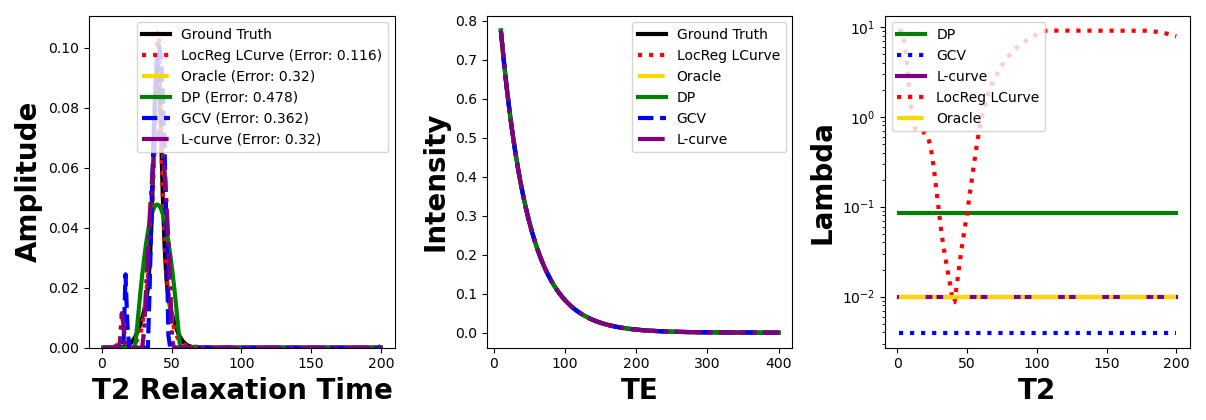 Amplitude
0.10
0.08
0.06
0.04
0.02
0.00
0
50
100
150
200
T2 Relaxation Time
Ground Truth
LocReg LCurve (Error: 0.116)
Oracle (Error: 0.32)
DP (Error: 0.478)
GCV (Error: 0.362)
L-curve (Error: 0.32)
Intensity
0.8
0.7
0.6
0.5
0.4
0.3
0.2
0.1
0.0
0
100
200
300
400
TE
Ground Truth
LocReg LCurve
Oracle
DP
GCV
L-curve
Lambda
10¹
10⁰
10⁻¹
10⁻²
0
50
100
150
200
T2
DP
GCV
L-curve
LocReg LCurve
Oracle